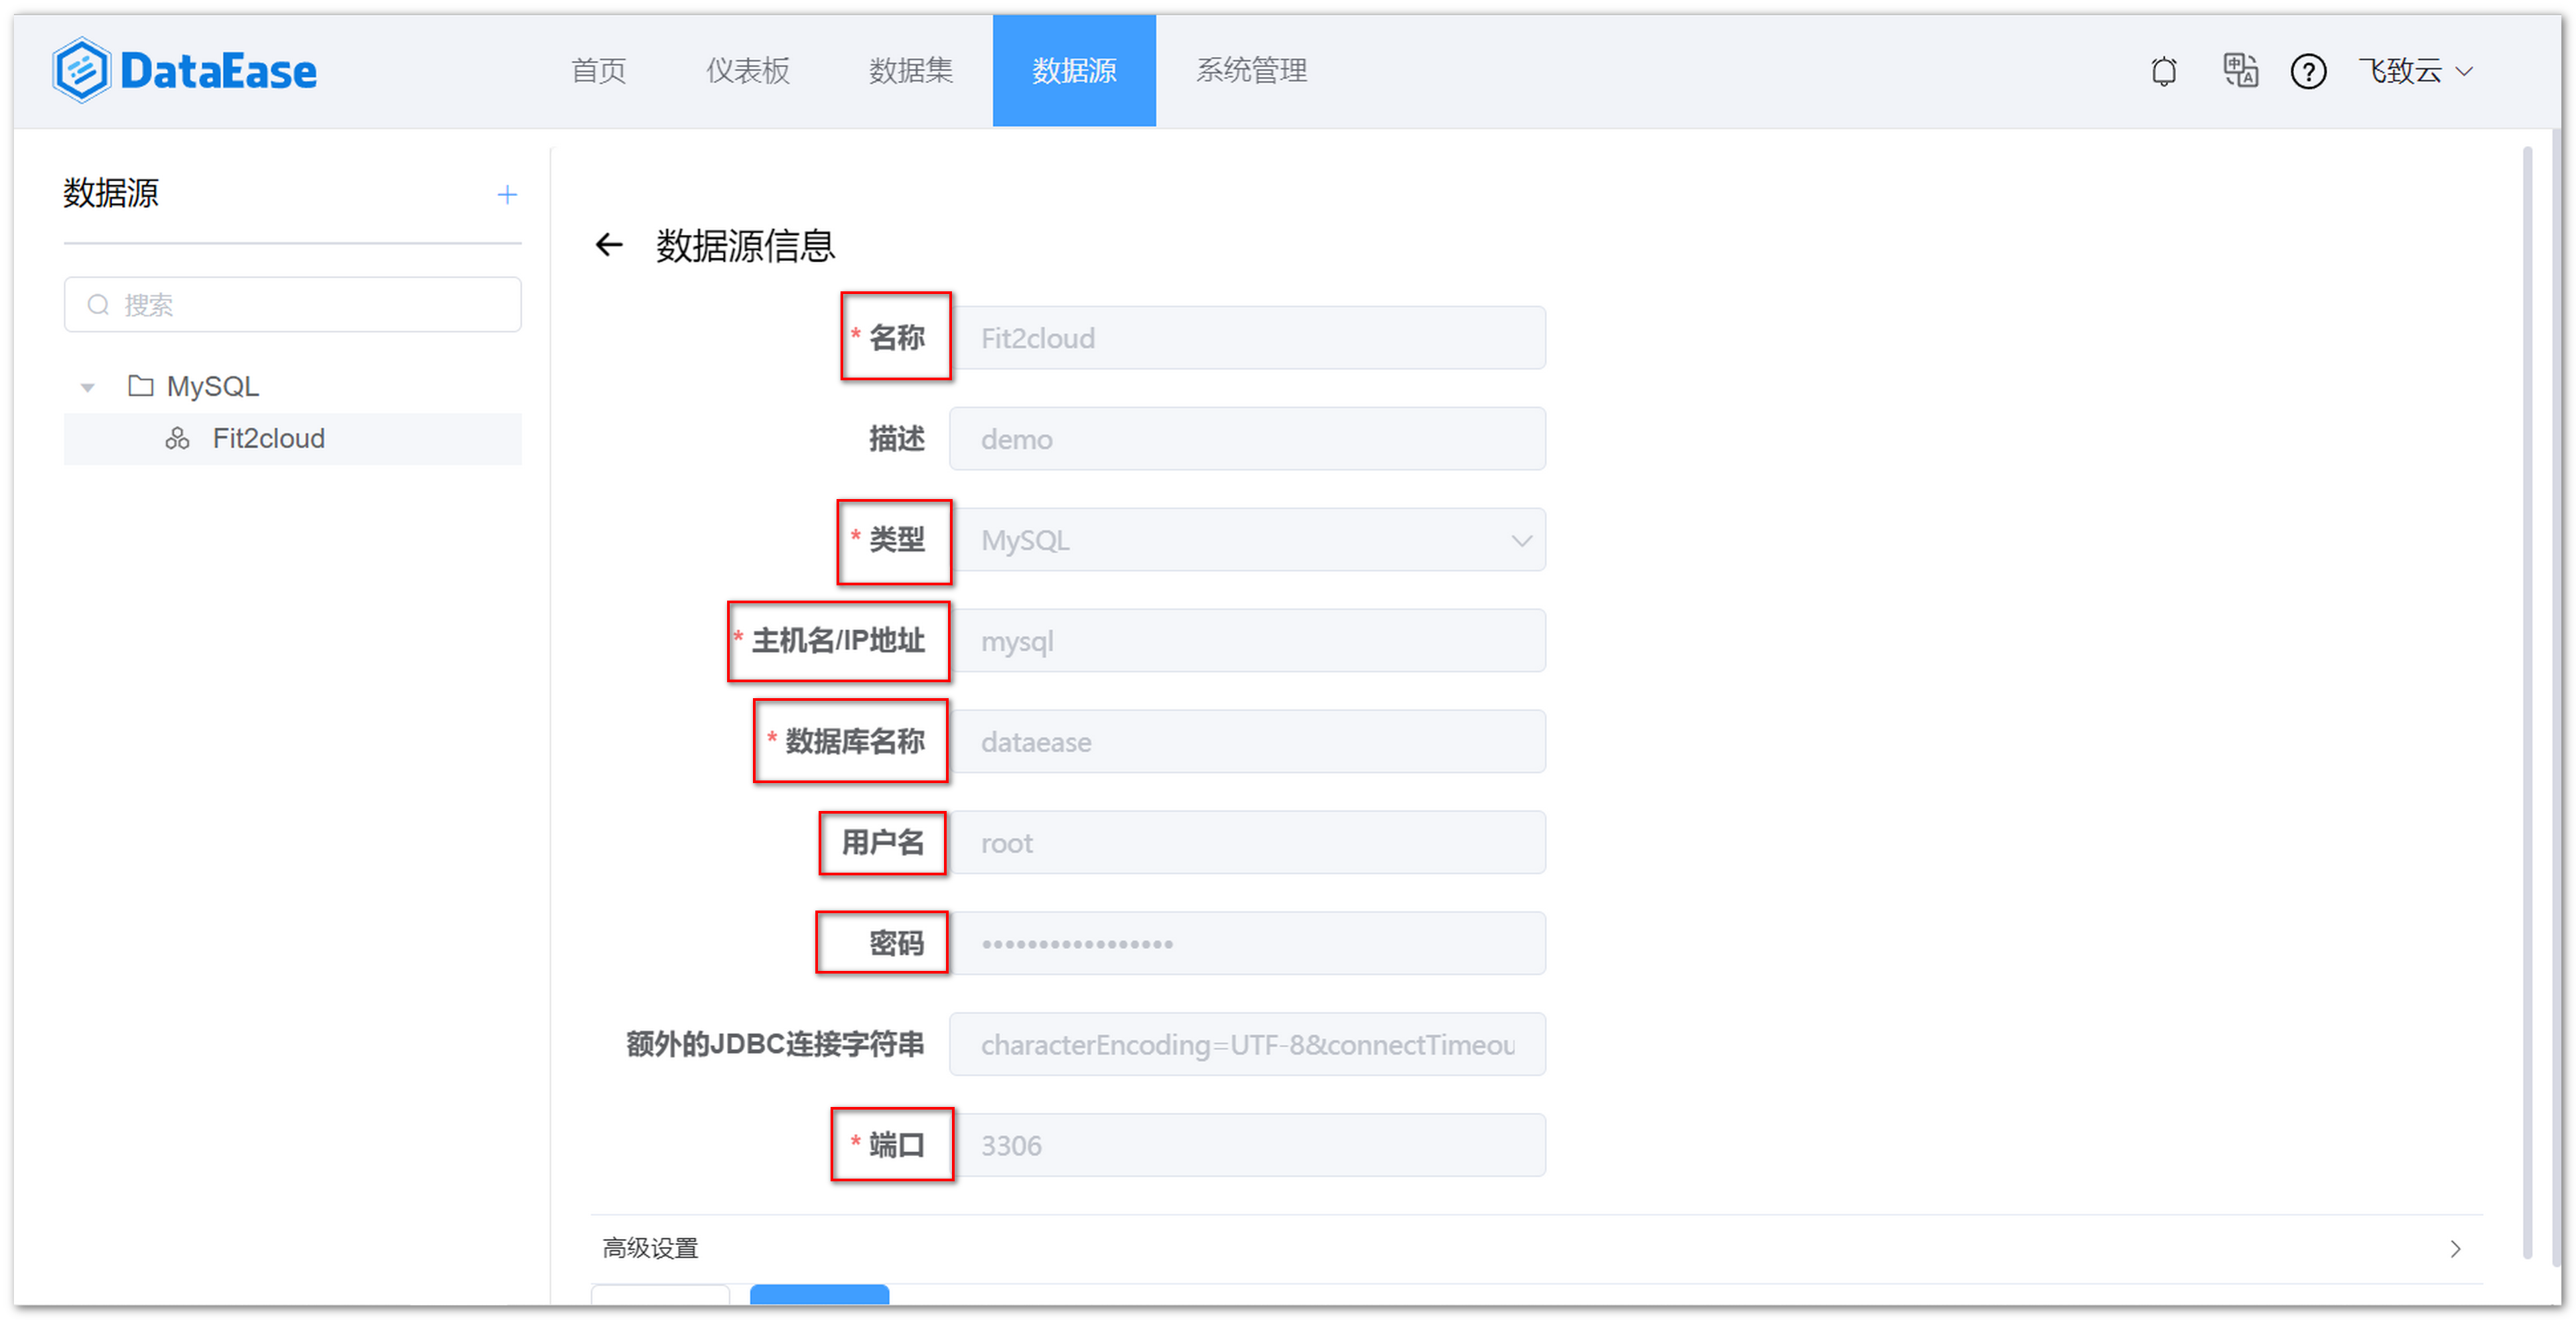 DataEase 首页 仪表板 数据集 数据源 系统管理 飞致云
数据源 +
搜索
MySQL
Fit2cloud
数据源信息
* 名称 Fit2cloud
描述 demo
* 类型 MySQL
* 主机名/IP地址 mysql
* 数据库名称 dataease
用户名 root
密码 •••••••••••••••••
额外的JDBC连接字符串 characterEncoding=UTF-8&connectTimeou
* 端口 3306
高级设置